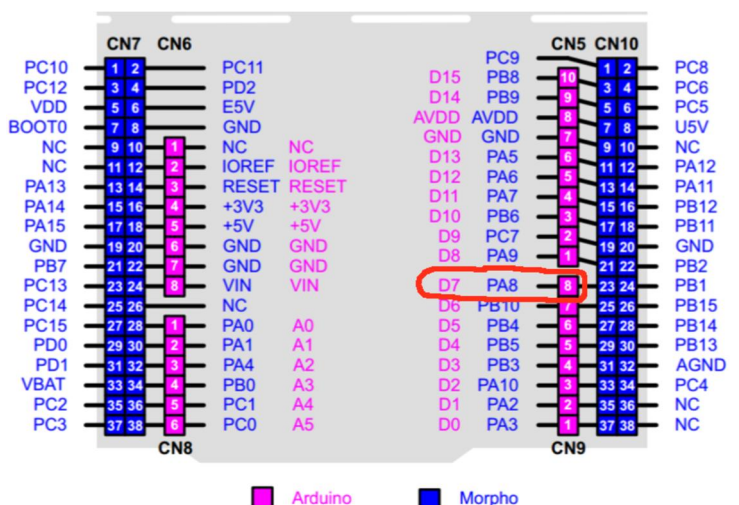 CN7 CN6 CN5 CN10
PC9
PC10 1 2 PC11 D15 PB8 10 1 2 PC8
PC12 3 4 PD2 D14 PB9 9 3 4 PC6
VDD 5 6 E5V AVDD AVDD 8 5 6 PC5
BOOT0 7 8 GND GND GND 7 7 8 U5V
NC 9 10 1 NC NC D13 PA5 6 9 10 NC
NC 11 12 2 IOREF IOREF D12 PA6 5 11 12 PA12
PA13 13 14 3 RESET RESET D11 PA7 4 13 14 PA11
PA14 15 16 4 +3V3 +3V3 D10 PB6 3 15 16 PB12
PA15 17 18 5 +5V +5V D9 PC7 2 17 18 PB11
GND 19 20 6 GND GND D8 PA9 1 19 20 GND
PB7 21 22 7 GND GND 21 22 PB2
PC13 23 24 8 VIN VIN D7 PA8 8 23 24 PB1
PC14 25 26 NC D6 PB10 7 25 26 PB15
PC15 27 28 1 PA0 A0 D5 PB4 6 27 28 PB14
PD0 29 30 2 PA1 A1 D4 PB5 5 29 30 PB13
PD1 31 32 3 PA4 A2 D3 PB3 4 31 32 AGND
VBAT 33 34 4 PB0 A3 D2 PA10 3 33 34 PC4
PC2 35 36 5 PC1 A4 D1 PA2 2 35 36 NC
PC3 37 38 6 PC0 A5 D0 PA3 1 37 38 NC
CN8 CN9
Arduino Morpho